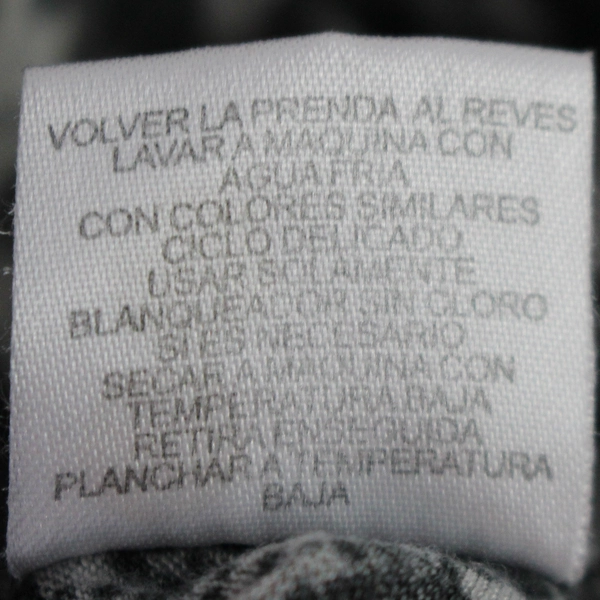 VOLVER LA PRENDA AL REVES
LAVAR A MAQUINA CON
AGUA FRIA
CON COLORES SIMILARES
CICLO DELICADO,
USAR SOLAMENTE
BLANQUEADOR SIN CLORO
SI ES NECESARIO
SECAR A MAQUINA CON
TEMPERATURA BAJA
RETIRA ENSEGUIDA
PLANCHAR A TEMPERATURA
BAJA